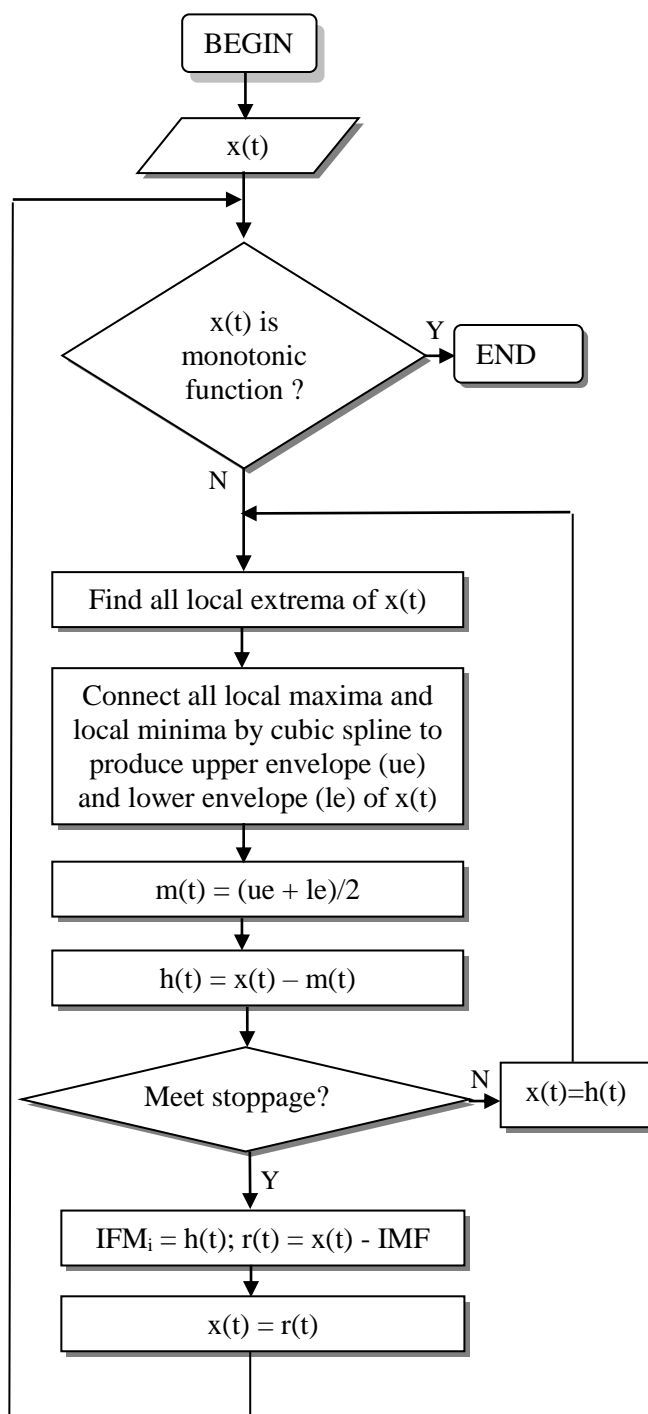 BEGIN
x(t)
x(t) is
monotonic
function ?
Y
END
N
Find all local extrema of x(t)
Connect all local maxima and
local minima by cubic spline to
produce upper envelope (ue)
and lower envelope (le) of x(t)
m(t) = (ue + le)/2
h(t) = x(t) – m(t)
Meet stoppage?
N
x(t)=h(t)
Y
IFMᵢ = h(t); r(t) = x(t) - IMF
x(t) = r(t)